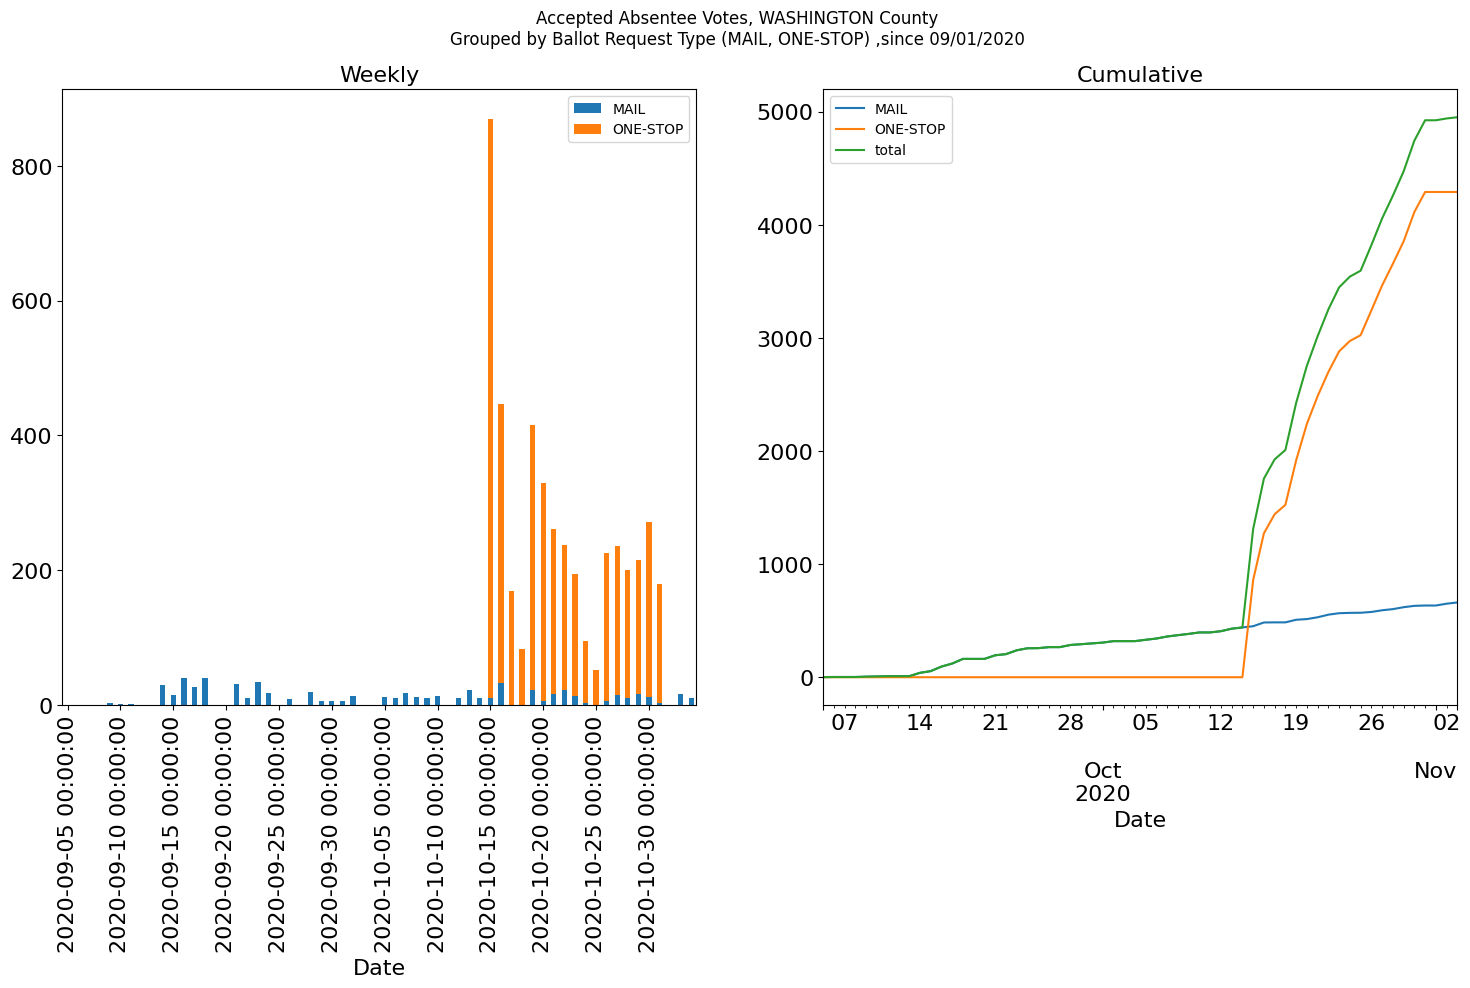 Accepted Absentee Votes, WASHINGTON County
Grouped by Ballot Request Type (MAIL, ONE-STOP) ,since 09/01/2020
Weekly
MAIL
ONE-STOP
800
600
400
200
0
2020-09-05 00:00:00
2020-09-10 00:00:00
2020-09-15 00:00:00
2020-09-20 00:00:00
2020-09-25 00:00:00
2020-09-30 00:00:00
2020-10-05 00:00:00
2020-10-10 00:00:00
2020-10-15 00:00:00
2020-10-20 00:00:00
2020-10-25 00:00:00
2020-10-30 00:00:00
Date
Cumulative
MAIL
ONE-STOP
total
5000
4000
3000
2000
1000
0
07 14 21 28 05 12 19 26 02
Oct Nov
2020
Date